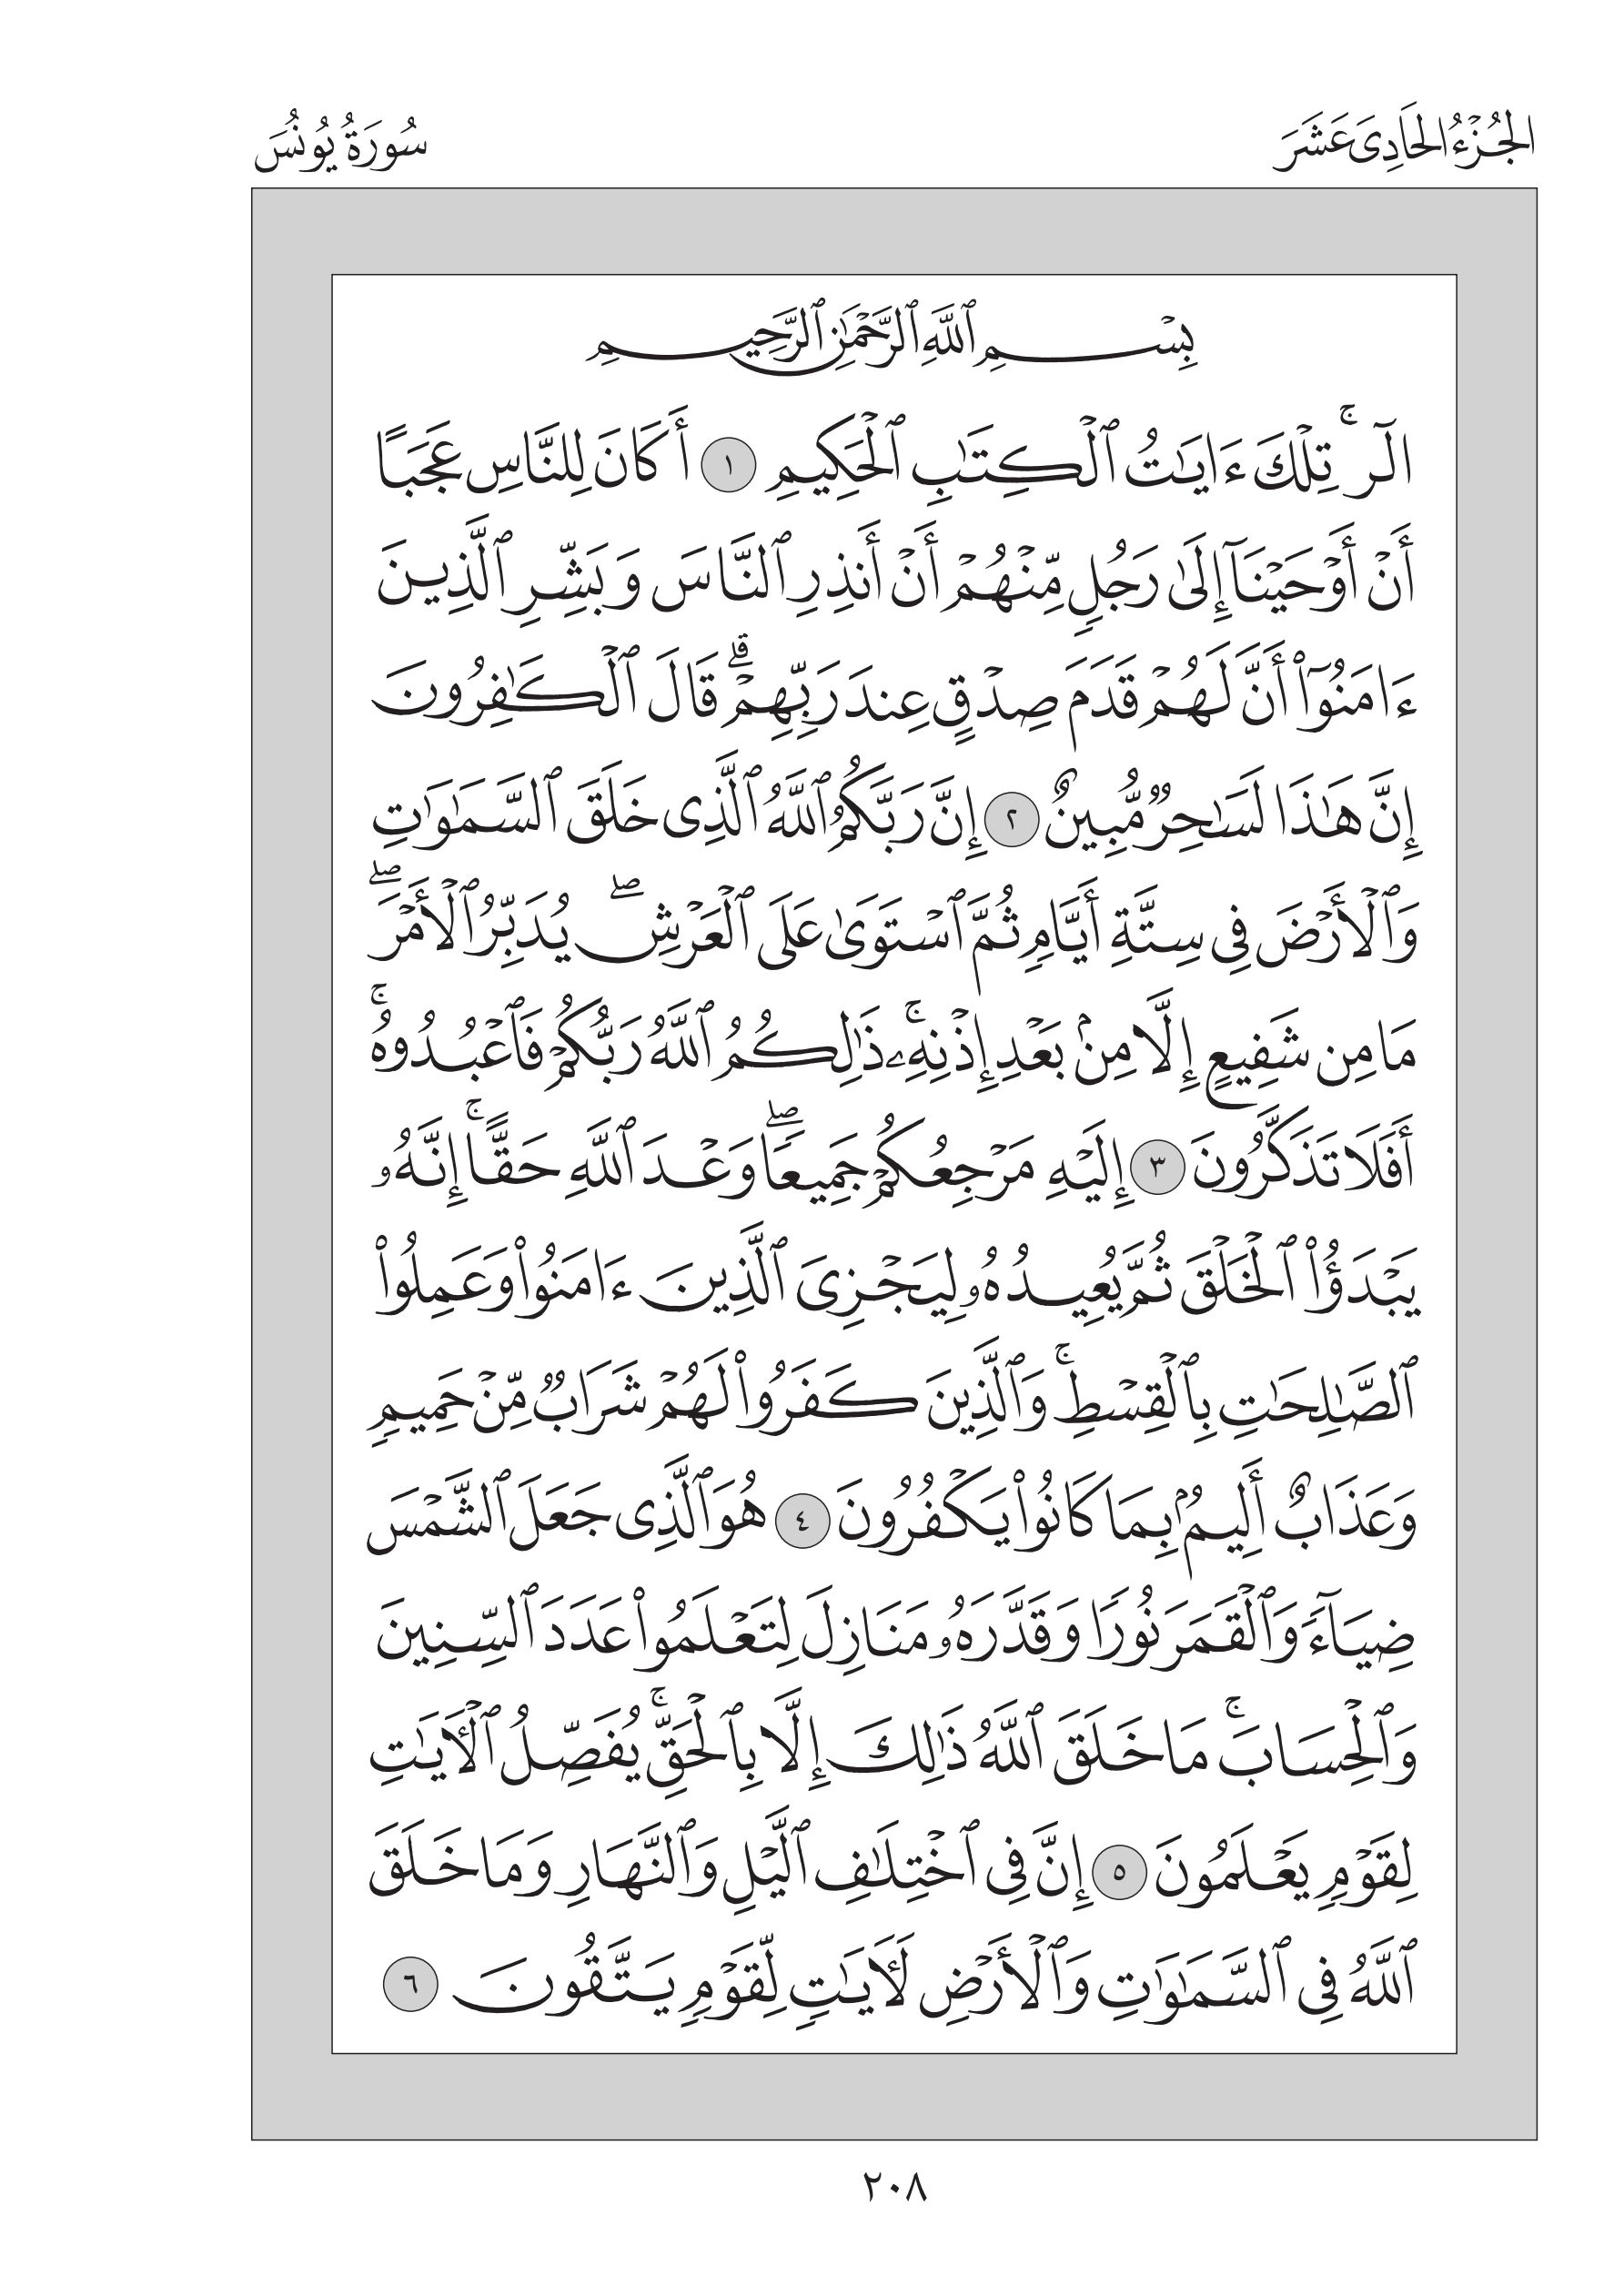 الجُزْءُ الحَادِىَ عَشَرَ
سُورَةُ يُونُسَ
بِسْمِ ٱللَّهِ ٱلرَّحْمَٰنِ ٱلرَّحِيمِ
الٓر ۚ تِلْكَ ءَايَٰتُ ٱلْكِتَٰبِ ٱلْحَكِيمِ ١ أَكَانَ لِلنَّاسِ عَجَبًا
أَنْ أَوْحَيْنَآ إِلَىٰ رَجُلٍ مِّنْهُمْ أَنْ أَنذِرِ ٱلنَّاسَ وَبَشِّرِ ٱلَّذِينَ
ءَامَنُوٓا۟ أَنَّ لَهُمْ قَدَمَ صِدْقٍ عِندَ رَبِّهِمْ ۗ قَالَ ٱلْكَٰفِرُونَ
إِنَّ هَٰذَا لَسَٰحِرٌ مُّبِينٌ ٢ إِنَّ رَبَّكُمُ ٱللَّهُ ٱلَّذِى خَلَقَ ٱلسَّمَٰوَٰتِ
وَٱلْأَرْضَ فِى سِتَّةِ أَيَّامٍ ثُمَّ ٱسْتَوَىٰ عَلَى ٱلْعَرْشِ ۖ يُدَبِّرُ ٱلْأَمْرَ ۖ
مَا مِن شَفِيعٍ إِلَّا مِنۢ بَعْدِ إِذْنِهِۦ ۚ ذَٰلِكُمُ ٱللَّهُ رَبُّكُمْ فَٱعْبُدُوهُ ۚ
أَفَلَا تَذَكَّرُونَ ٣ إِلَيْهِ مَرْجِعُكُمْ جَمِيعًا ۖ وَعْدَ ٱللَّهِ حَقًّا ۚ إِنَّهُۥ
يَبْدَؤُا۟ ٱلْخَلْقَ ثُمَّ يُعِيدُهُۥ لِيَجْزِىَ ٱلَّذِينَ ءَامَنُوا۟ وَعَمِلُوا۟
ٱلصَّٰلِحَٰتِ بِٱلْقِسْطِ ۚ وَٱلَّذِينَ كَفَرُوا۟ لَهُمْ شَرَابٌ مِّنْ حَمِيمٍ
وَعَذَابٌ أَلِيمٌۢ بِمَا كَانُوا۟ يَكْفُرُونَ ٤ هُوَ ٱلَّذِى جَعَلَ ٱلشَّمْسَ
ضِيَآءً وَٱلْقَمَرَ نُورًا وَقَدَّرَهُۥ مَنَازِلَ لِتَعْلَمُوا۟ عَدَدَ ٱلسِّنِينَ
وَٱلْحِسَابَ ۚ مَا خَلَقَ ٱللَّهُ ذَٰلِكَ إِلَّا بِٱلْحَقِّ ۚ يُفَصِّلُ ٱلْـَٔايَٰتِ
لِقَوْمٍ يَعْلَمُونَ ٥ إِنَّ فِى ٱخْتِلَٰفِ ٱلَّيْلِ وَٱلنَّهَارِ وَمَا خَلَقَ
ٱللَّهُ فِى ٱلسَّمَٰوَٰتِ وَٱلْأَرْضِ لَـَٔايَٰتٍ لِّقَوْمٍ يَتَّقُونَ ٦
٢٠٨